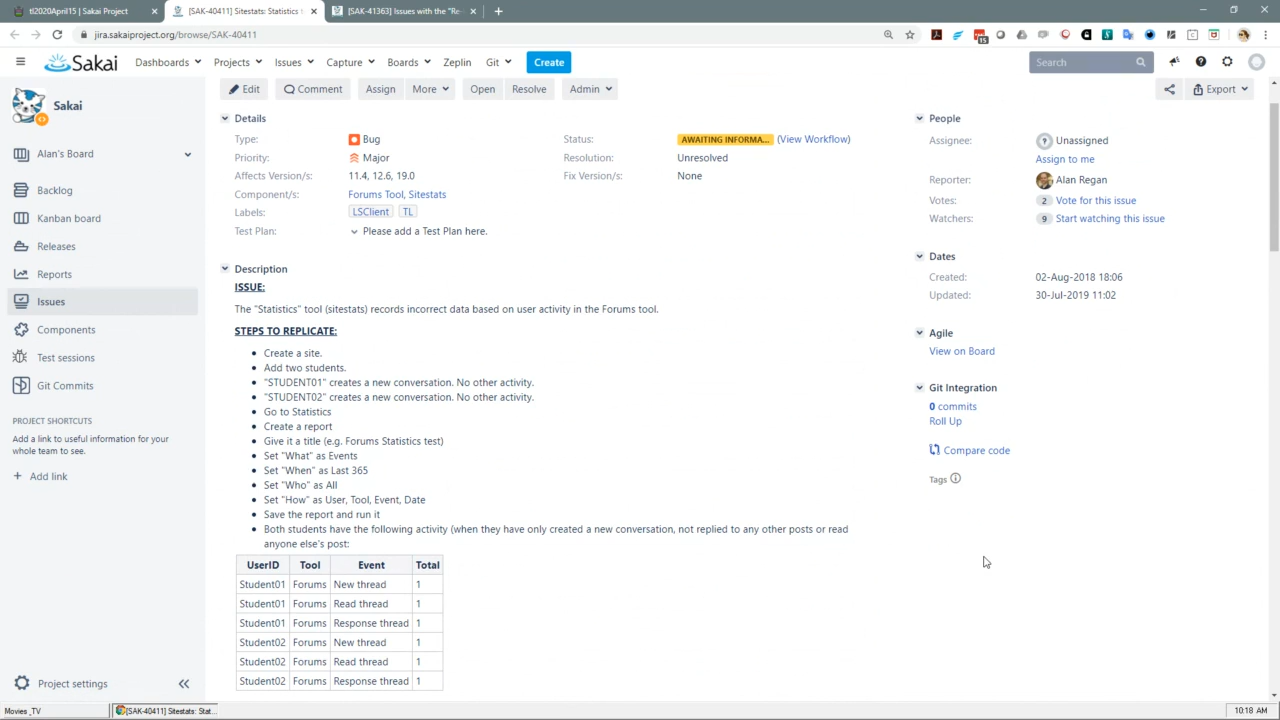 tl2020April15 | Sakai Project
[SAK-40411] Sitestats: Statistics t
[SAK-41363] Issues with the "Re
jira.sakaiproject.org/browse/SAK-40411
15
Sakai
Dashboards
Projects
Issues
Capture
Boards
Zeplin
Git
Create
Search
Sakai
Edit
Comment
Assign
More
Open
Resolve
Admin
Export
Alan's Board
Backlog
Kanban board
Releases
Reports
Issues
Components
Test sessions
Git Commits
PROJECT SHORTCUTS
Add a link to useful information for your
whole team to see.
+ Add link
Project settings
Details
Type: Bug
Status: AWAITING INFORMA... (View Workflow)
Priority: Major
Resolution: Unresolved
Affects Version/s: 11.4, 12.6, 19.0
Fix Version/s: None
Component/s: Forums Tool, Sitestats
Labels: LSClient TL
Test Plan: Please add a Test Plan here.
Description
ISSUE:
The "Statistics" tool (sitestats) records incorrect data based on user activity in the Forums tool.
STEPS TO REPLICATE:
• Create a site.
• Add two students.
• "STUDENT01" creates a new conversation. No other activity.
• "STUDENT02" creates a new conversation. No other activity.
• Go to Statistics
• Create a report
• Give it a title (e.g. Forums Statistics test)
• Set "What" as Events
• Set "When" as Last 365
• Set "Who" as All
• Set "How" as User, Tool, Event, Date
• Save the report and run it
• Both students have the following activity (when they have only created a new conversation, not replied to any other posts or read
anyone else's post:
UserID Tool Event Total
Student01 Forums New thread 1
Student01 Forums Read thread 1
Student01 Forums Response thread 1
Student02 Forums New thread 1
Student02 Forums Read thread 1
Student02 Forums Response thread 1
People
Assignee: Unassigned
Assign to me
Reporter: Alan Regan
Votes: 2 Vote for this issue
Watchers: 9 Start watching this issue
Dates
Created: 02-Aug-2018 18:06
Updated: 30-Jul-2019 11:02
Agile
View on Board
Git Integration
0 commits
Roll Up
Compare code
Tags
Movies _TV
[SAK-40411] Sitestats: Stat...
10:18 AM